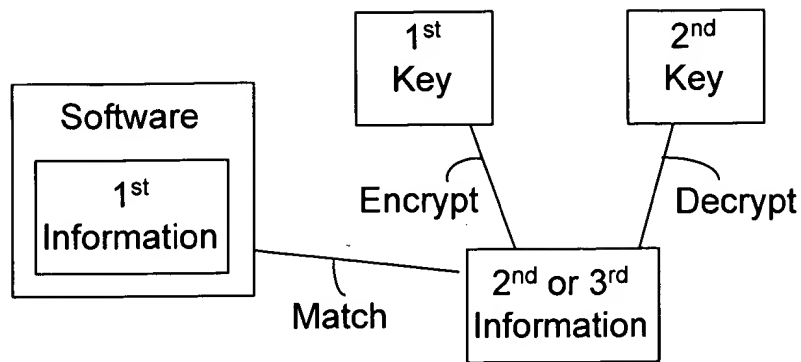 1st
Key
2nd
Key
Software
1st
Information
Encrypt
Decrypt
Match
2nd or 3rd
Information